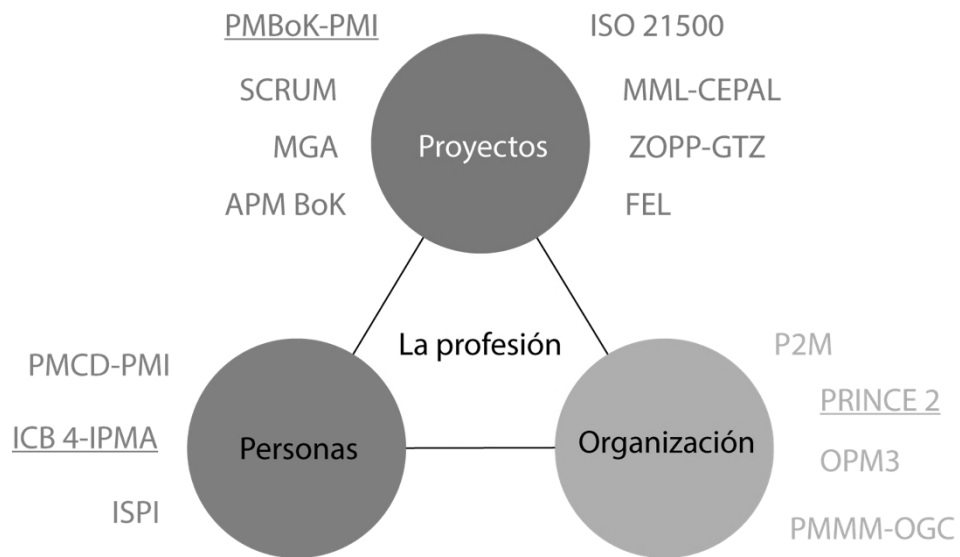 PMBoK-PMI
ISO 21500
SCRUM
MML-CEPAL
MGA
Proyectos
ZOPP-GTZ
APM BoK
FEL
La profesión
P2M
PMCD-PMI
PRINCE 2
ICB 4-IPMA
Personas
Organización
OPM3
ISPI
PMMM-OGC